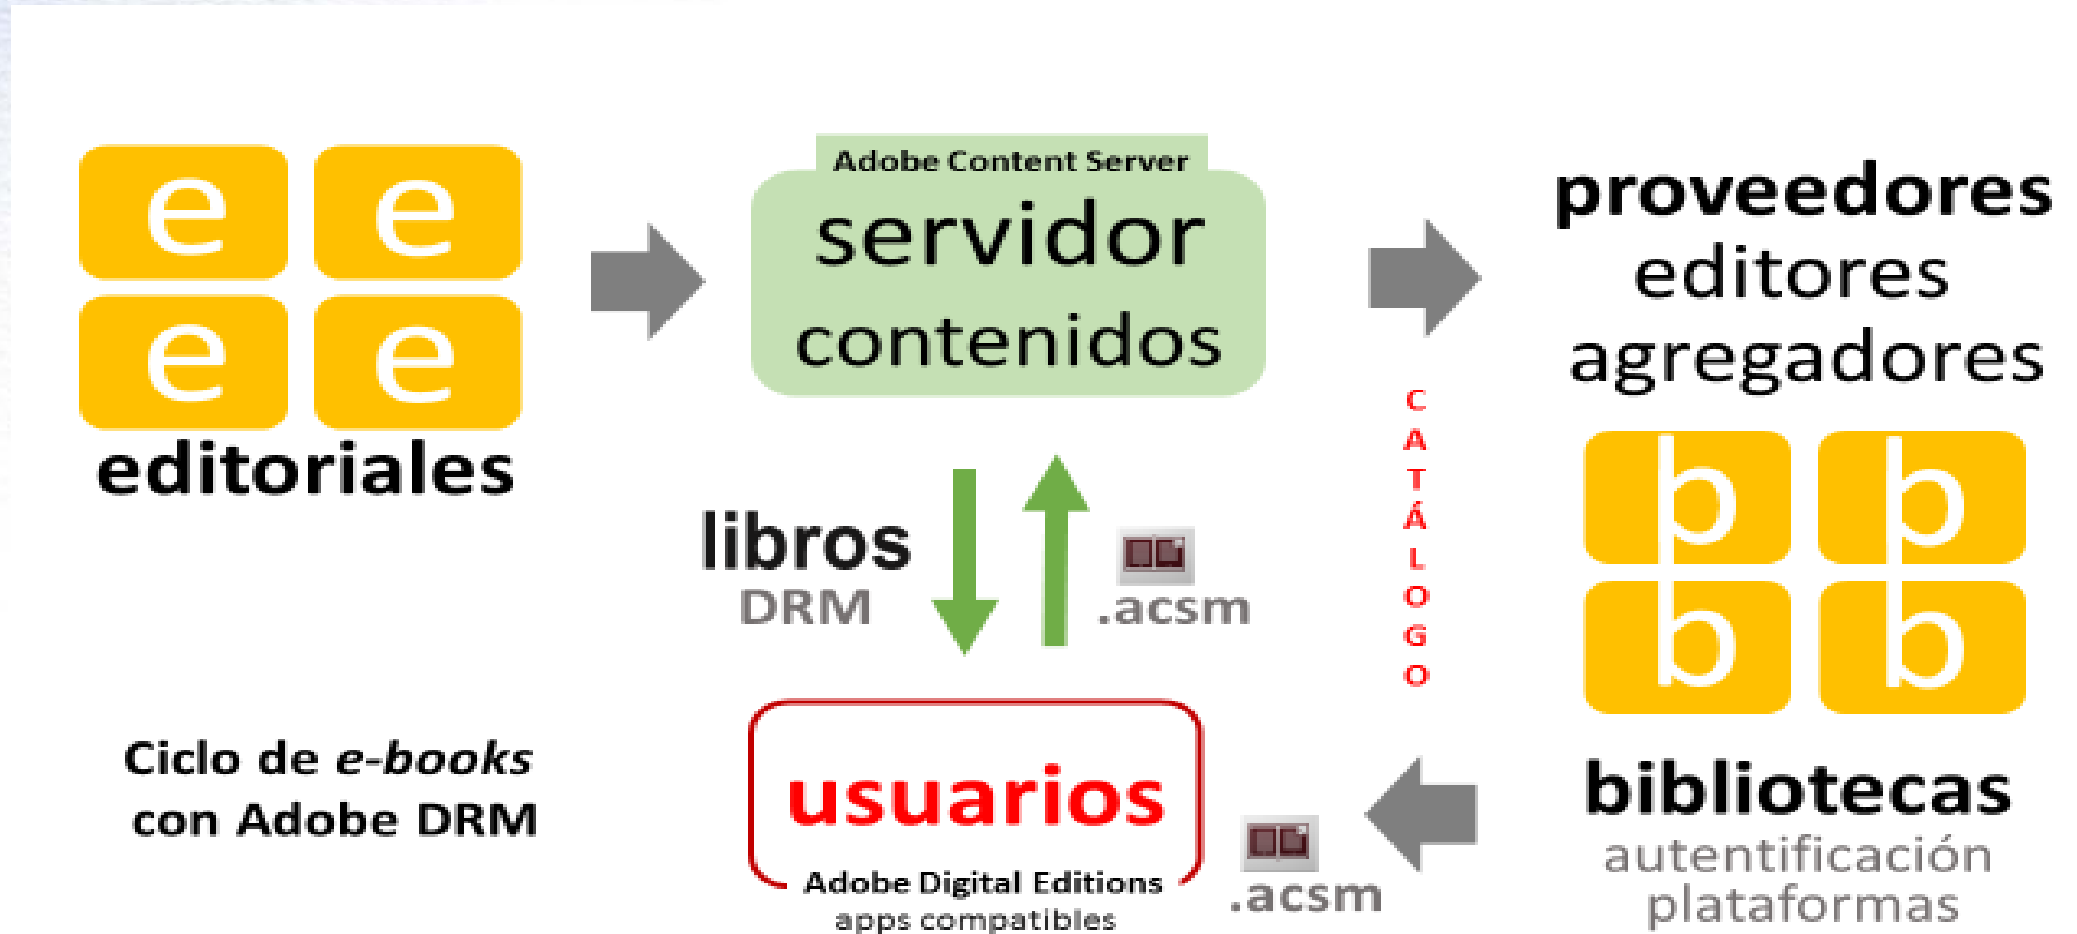 e e
e e
editoriales
Adobe Content Server
servidor
contenidos
proveedores
editores
agregadores
CATÁLOGO
b b
b b
libros
DRM
.acsm
Ciclo de e-books
con Adobe DRM
usuarios
Adobe Digital Editions
apps compatibles
.acsm
bibliotecas
autentificación
plataformas